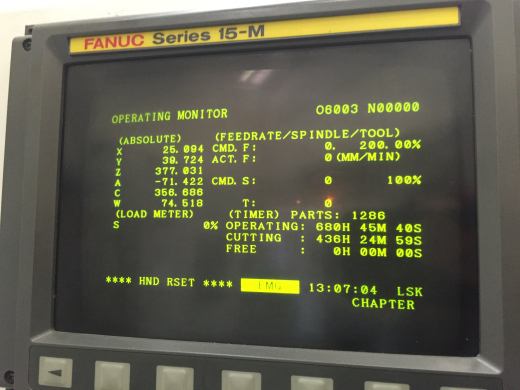 FANUC Series 15-M
OPERATING MONITOR O6003 N00000
(ABSOLUTE) (FEEDRATE/SPINDLE/TOOL)
X 25.094 CMD.F: 0. 200.00%
Y 39.724 ACT.F: 0 (MM/MIN)
Z 377.031
A -71.422 CMD.S: 0 100%
C 356.686
W 74.518 T: 0
(LOAD METER) (TIMER) PARTS: 1286
S 0% OPERATING: 680H 45M 40S
CUTTING : 436H 24M 59S
FREE : 0H 00M 00S
**** HND RSET **** EMG 13:07:04 LSK
CHAPTER